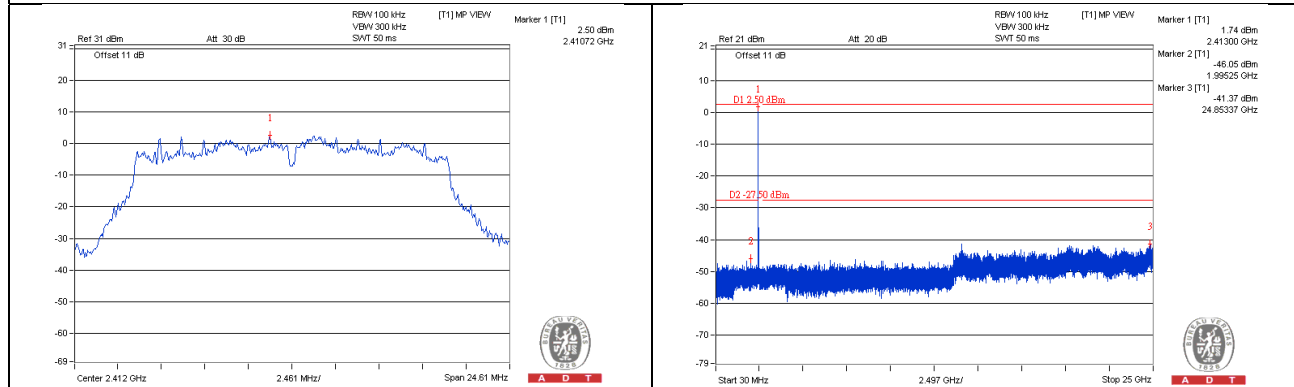 RBW 100 kHz
VBW 300 kHz
SWT 50 ms
[T1] MP VIEW
Marker 1 [T1]
2.50 dBm
2.41072 GHz
Ref 31 dBm
Att 30 dB
31
Offset 11 dB
20
10
1
0
-10
-20
-30
-40
-50
-60
-69
Center 2.412 GHz
2.461 MHz/
Span 24.61 MHz
BUREAU VERITAS
1828
A D T
RBW 100 kHz
VBW 300 kHz
SWT 50 ms
[T1] MP VIEW
Marker 1 [T1]
1.74 dBm
2.41300 GHz
Marker 2 [T1]
-46.05 dBm
1.99525 GHz
Marker 3 [T1]
-41.37 dBm
24.85337 GHz
Ref 21 dBm
Att 20 dB
21
Offset 11 dB
10
1
D1 2.50 dBm
0
-10
-20
D2 -27.50 dBm
-30
2
3
-40
-50
-60
-70
-79
Start 30 MHz
2.497 GHz/
Stop 25 GHz
BUREAU VERITAS
1828
A D T